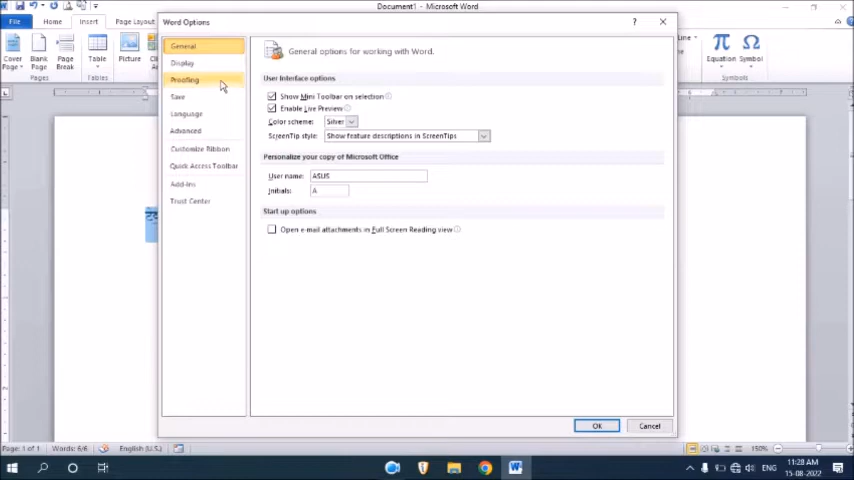 Document1 - Microsoft Word
File Home Insert Page Layout
Word Options
Cover Page
Blank Page
Page Break
Table
Picture
Pages
Tables
Line
Equation
Symbol
Symbols
General
Display
Proofing
Save
Language
Advanced
Customize Ribbon
Quick Access Toolbar
Add-Ins
Trust Center
General options for working with Word.
User Interface options
Show Mini Toolbar on selection
Enable Live Preview
Color scheme: Silver
ScreenTip style: Show feature descriptions in ScreenTips
Personalize your copy of Microsoft Office
User name: ASUS
Initials: A
Start up options
Open e-mail attachments in Full Screen Reading view
OK Cancel
Page: 1 of 1 Words: 6/6 English (U.S.) 150%
ENG
11:28 AM
15-08-2022